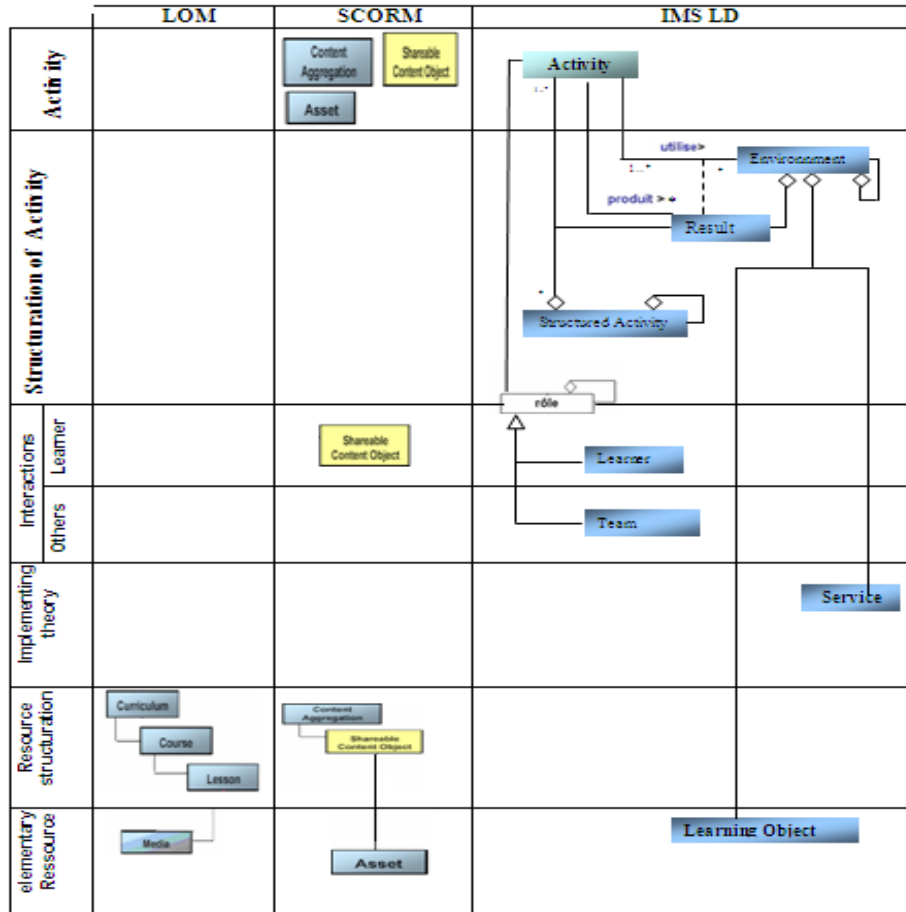 LOM SCORM IMS LD
Activity
Content
Aggregation
Shareable
Content Object
Asset
Activity
1..*
Structuration of Activity
utilise>
1...*
*
Environnment
produit > *
Result
*
Structured Activity
rôle
Interactions
Learner
Shareable
Content Object
Learner
Others
Team
Implementing
theory
Service
Resource
structuration
Curriculum
Course
Lesson
Content
Aggregation
Shareable
Content Object
elementary
Ressource
Media
Asset
Learning Object